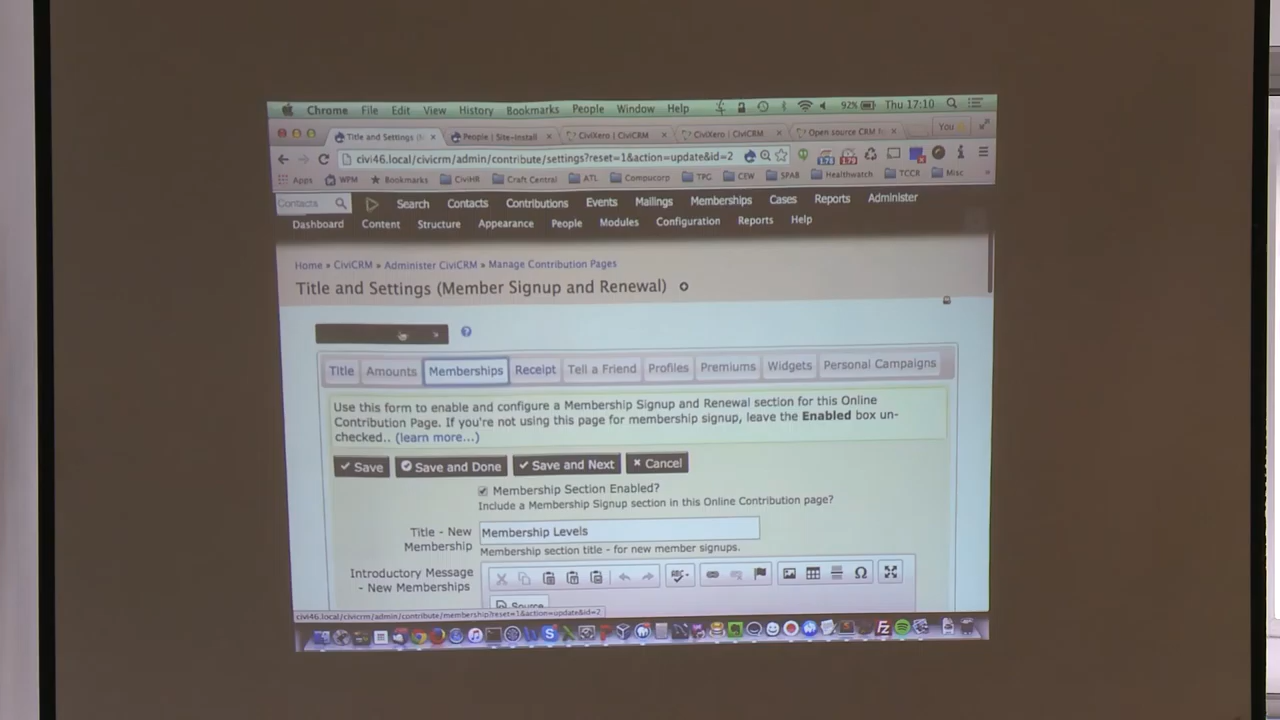 Chrome File Edit View History Bookmarks People Window Help 92% Thu 17:10
Title and Settings ( People | Site-Install CiviXero | CiviCRM CiviXero | CiviCRM Open source CRM f You
civi46.local/civicrm/admin/contribute/settings?reset=1&action=update&id=2
Apps WPM Bookmarks CiviHR Craft Central ATL Compucorp TPG CEW SPAB Healthwatch TCCR Misc
Contacts Search Contacts Contributions Events Mailings Memberships Cases Reports Administer
Dashboard Content Structure Appearance People Modules Configuration Reports Help
Home » CiviCRM » Administer CiviCRM » Manage Contribution Pages
Title and Settings (Member Signup and Renewal)
Title Amounts Memberships Receipt Tell a Friend Profiles Premiums Widgets Personal Campaigns
Use this form to enable and configure a Membership Signup and Renewal section for this Online
Contribution Page. If you're not using this page for membership signup, leave the Enabled box un-
checked.. (learn more...)
Save Save and Done Save and Next × Cancel
Membership Section Enabled?
Include a Membership Signup section in this Online Contribution page?
Title - New
Membership
Membership Levels
Membership section title - for new member signups.
Introductory Message
- New Memberships
Source
civi46.local/civicrm/admin/contribute/membership?reset=1&action=update&id=2